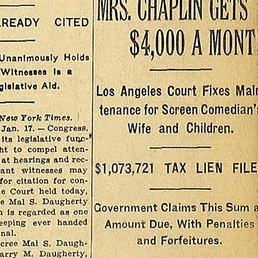 READY CITED
Unanimously Holds
Witnesses Is a
gislative Aid.
New York Times.
Jan. 17.—Congress,
its legislative func-
ht to compel atten-
at hearings and rec-
ant witnesses may
for citation for con-
e Court held today,
e Mal S. Daugherty
n is regarded as one
eeping ever handed
onal.
cree Mal S. Daugh-
arry M. Daugherty,
MRS. CHAPLIN GETS
$4,000 A MONT
Los Angeles Court Fixes Main
tenance for Screen Comedian's
Wife and Children.
$1,073,721 TAX LIEN FILE
Government Claims This Sum a
Amount Due, With Penalties
and Forfeitures.